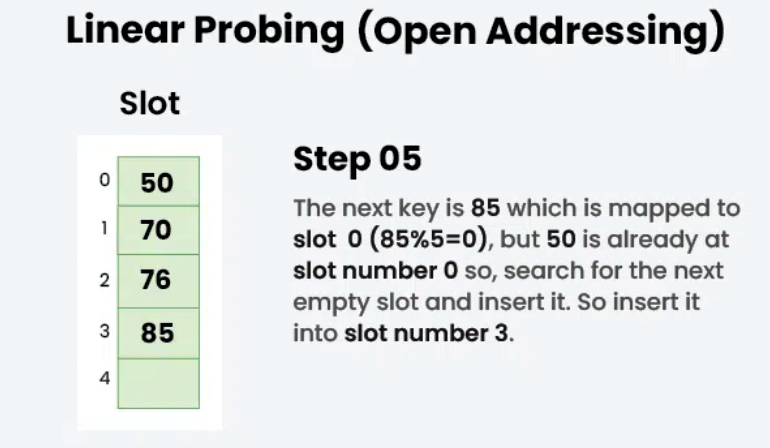 Linear Probing (Open Addressing)
Slot
0 50
1 70
2 76
3 85
4
Step 05
The next key is 85 which is mapped to
slot 0 (85%5=0), but 50 is already at
slot number 0 so, search for the next
empty slot and insert it. So insert it
into slot number 3.